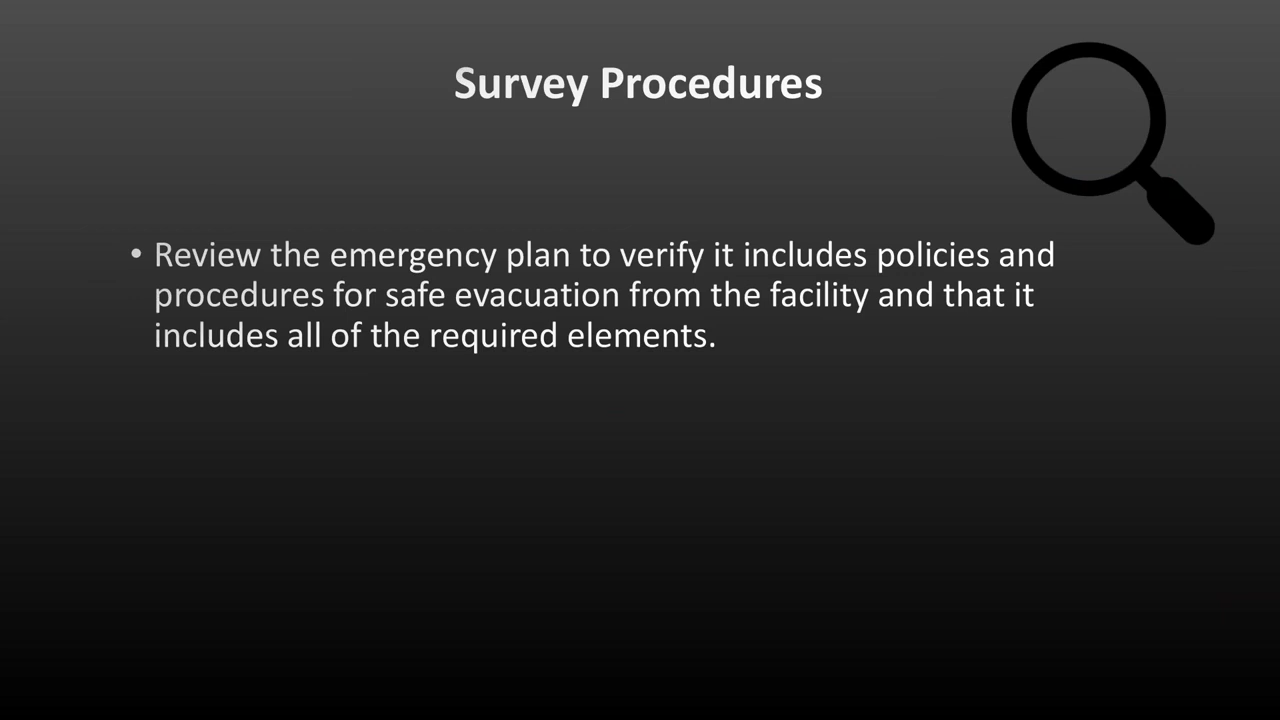 Survey Procedures
• Review the emergency plan to verify it includes policies and
procedures for safe evacuation from the facility and that it
includes all of the required elements.